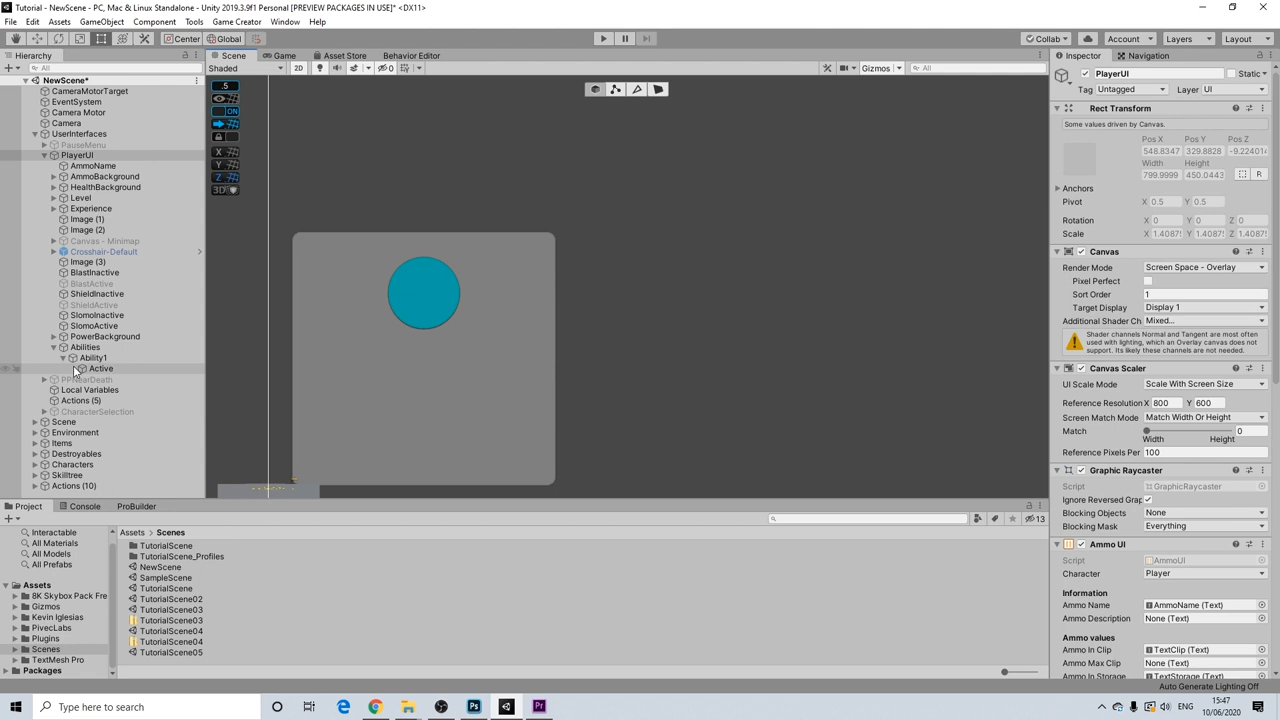 Tutorial - NewScene - PC, Mac & Linux Standalone - Unity 2019.3.9f1 Personal [PREVIEW PACKAGES IN USE]* <DX11>
File Edit Assets GameObject Component Tools Game Creator Window Help
Center Global Collab Account Layers Layout
Hierarchy
All
NewScene*
CameraMotorTarget
EventSystem
Camera Motor
Camera
UserInterfaces
PauseMenu
PlayerUI
AmmoName
AmmoBackground
HealthBackground
Level
Experience
Image (1)
Image (2)
Canvas - Minimap
Crosshair-Default
Image (3)
BlastInactive
BlastActive
ShieldInactive
ShieldActive
SlomoInactive
SlomoActive
PowerBackground
Abilities
Ability1
Active
Local Variables
Actions (5)
CharacterSelection
Scene
Environment
Items
Destroyables
Characters
Skilltree
Actions (10)
Scene Game Asset Store Behavior Editor
Shaded 2D 0 Gizmos All
.5
ON
X
Y
Z
3D
Inspector Navigation
PlayerUI Static
Tag Untagged Layer UI
Rect Transform
Some values driven by Canvas.
Pos X Pos Y Pos Z
548.8347 329.8828 -9.224014
Width Height
799.9999 450.0443 R
Anchors
Pivot X 0.5 Y 0.5
Rotation X 0 Y 0 Z 0
Scale X 1.4087 Y 1.4087 Z 1.4087
Canvas
Render Mode Screen Space - Overlay
Pixel Perfect
Sort Order 1
Target Display Display 1
Additional Shader Ch Mixed...
Shader channels Normal and Tangent are most often
used with lighting, which an Overlay canvas does not
support. Its likely these channels are not needed.
Canvas Scaler
UI Scale Mode Scale With Screen Size
Reference Resolution X 800 Y 600
Screen Match Mode Match Width Or Height
Match 0
Width Height
Reference Pixels Per 100
Graphic Raycaster
Script GraphicRaycaster
Ignore Reversed Grap
Blocking Objects None
Blocking Mask Everything
Ammo UI
Script AmmoUI
Character Player
Information
Ammo Name AmmoName (Text)
Ammo Description None (Text)
Ammo values
Ammo In Clip TextClip (Text)
Ammo Max Clip None (Text)
Ammo In Storage TextStorage (Text)
Auto Generate Lighting Off
Project Console ProBuilder
13
Interactable
All Materials
All Models
All Prefabs
Assets
8K Skybox Pack Fre
Gizmos
Kevin Iglesias
PivecLabs
Plugins
Scenes
TextMesh Pro
Packages
Assets > Scenes
TutorialScene
TutorialScene_Profiles
NewScene
SampleScene
TutorialScene
TutorialScene02
TutorialScene03
TutorialScene03
TutorialScene04
TutorialScene04
TutorialScene05
Type here to search
Ps Pr
ENG
15:47
10/06/2020